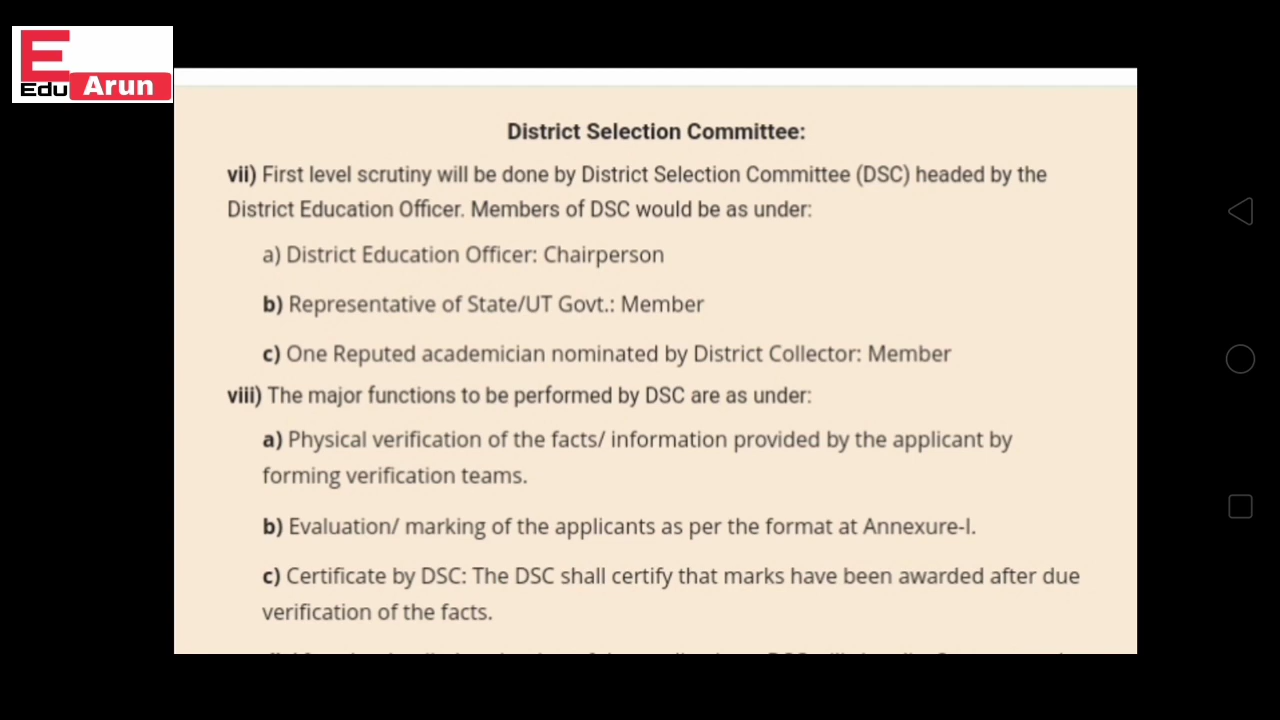 E
Edu Arun
District Selection Committee:
vii) First level scrutiny will be done by District Selection Committee (DSC) headed by the
District Education Officer. Members of DSC would be as under:
a) District Education Officer: Chairperson
b) Representative of State/UT Govt.: Member
c) One Reputed academician nominated by District Collector: Member
viii) The major functions to be performed by DSC are as under:
a) Physical verification of the facts/ information provided by the applicant by
forming verification teams.
b) Evaluation/ marking of the applicants as per the format at Annexure-I.
c) Certificate by DSC: The DSC shall certify that marks have been awarded after due
verification of the facts.